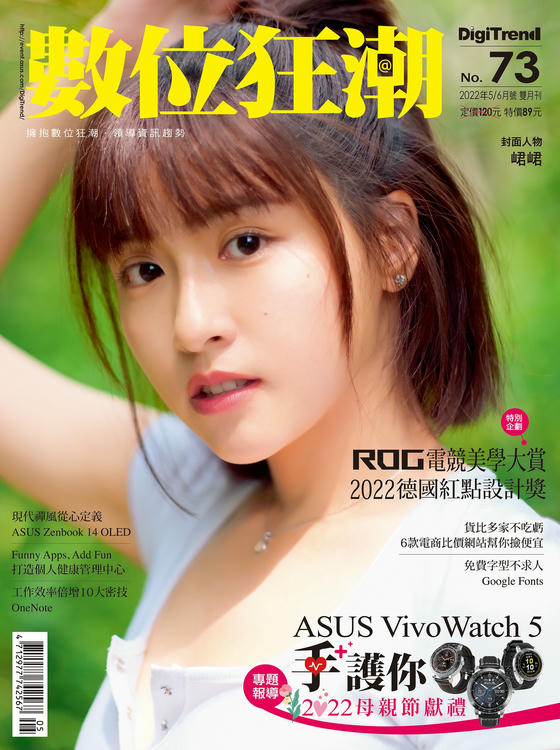 http://event.asus.com/DigiTrend/
數位狂潮
@
擁抱數位狂潮‧領導資訊趨勢
DigiTrend
No. 73
2022年5/6月號 雙月刊
定價120元 特價89元
封面人物
峮峮
特別
企劃
ROG電競美學大賞
2022德國紅點設計獎
貨比多家不吃虧
6款電商比價網站幫你撿便宜
免費字型不求人
Google Fonts
現代禪風從心定義
ASUS Zenbook 14 OLED
Funny Apps, Add Fun
打造個人健康管理中心
工作效率倍增10大密技
OneNote
ASUS VivoWatch 5
專題
報導
手護你
2022母親節獻禮
4712977742567
05